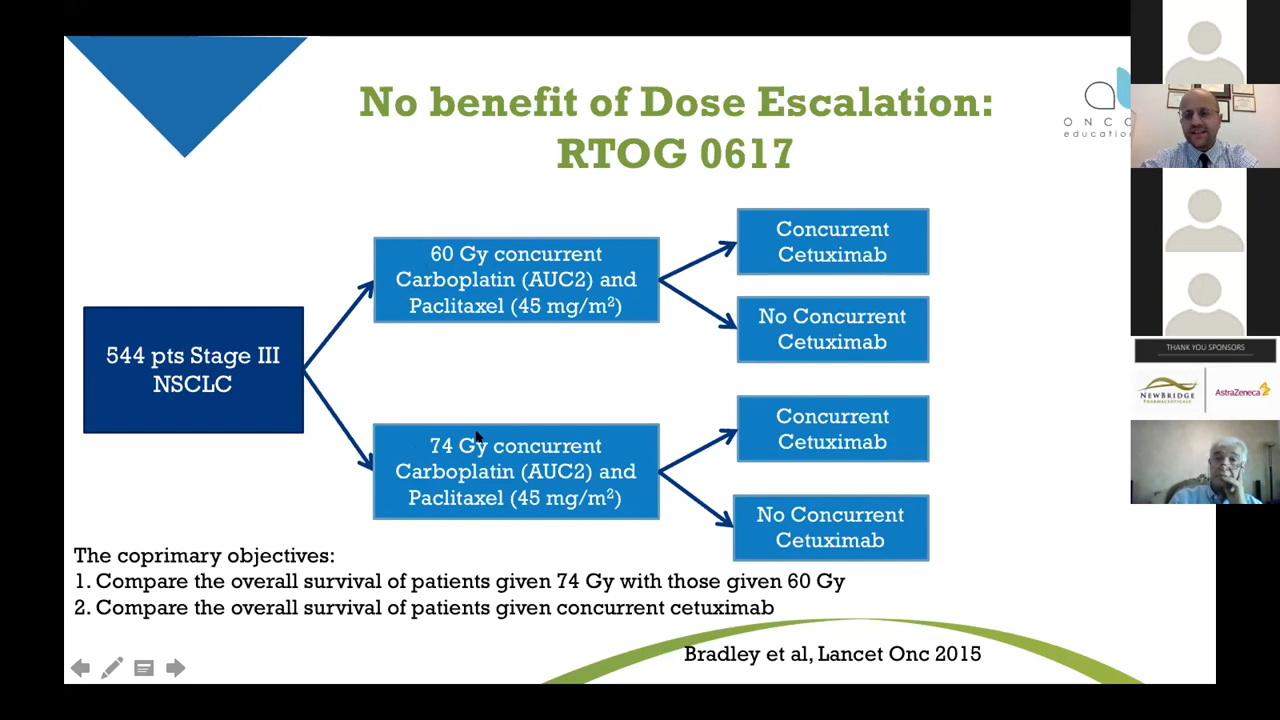 No benefit of Dose Escalation:
RTOG 0617
544 pts Stage III
NSCLC
60 Gy concurrent
Carboplatin (AUC2) and
Paclitaxel (45 mg/m²)
74 Gy concurrent
Carboplatin (AUC2) and
Paclitaxel (45 mg/m²)
Concurrent
Cetuximab
No Concurrent
Cetuximab
Concurrent
Cetuximab
No Concurrent
Cetuximab
The coprimary objectives:
1. Compare the overall survival of patients given 74 Gy with those given 60 Gy
2. Compare the overall survival of patients given concurrent cetuximab
Bradley et al, Lancet Onc 2015
THANK YOU SPONSORS
NEWBRIDGE
PHARMACEUTICALS
AstraZeneca